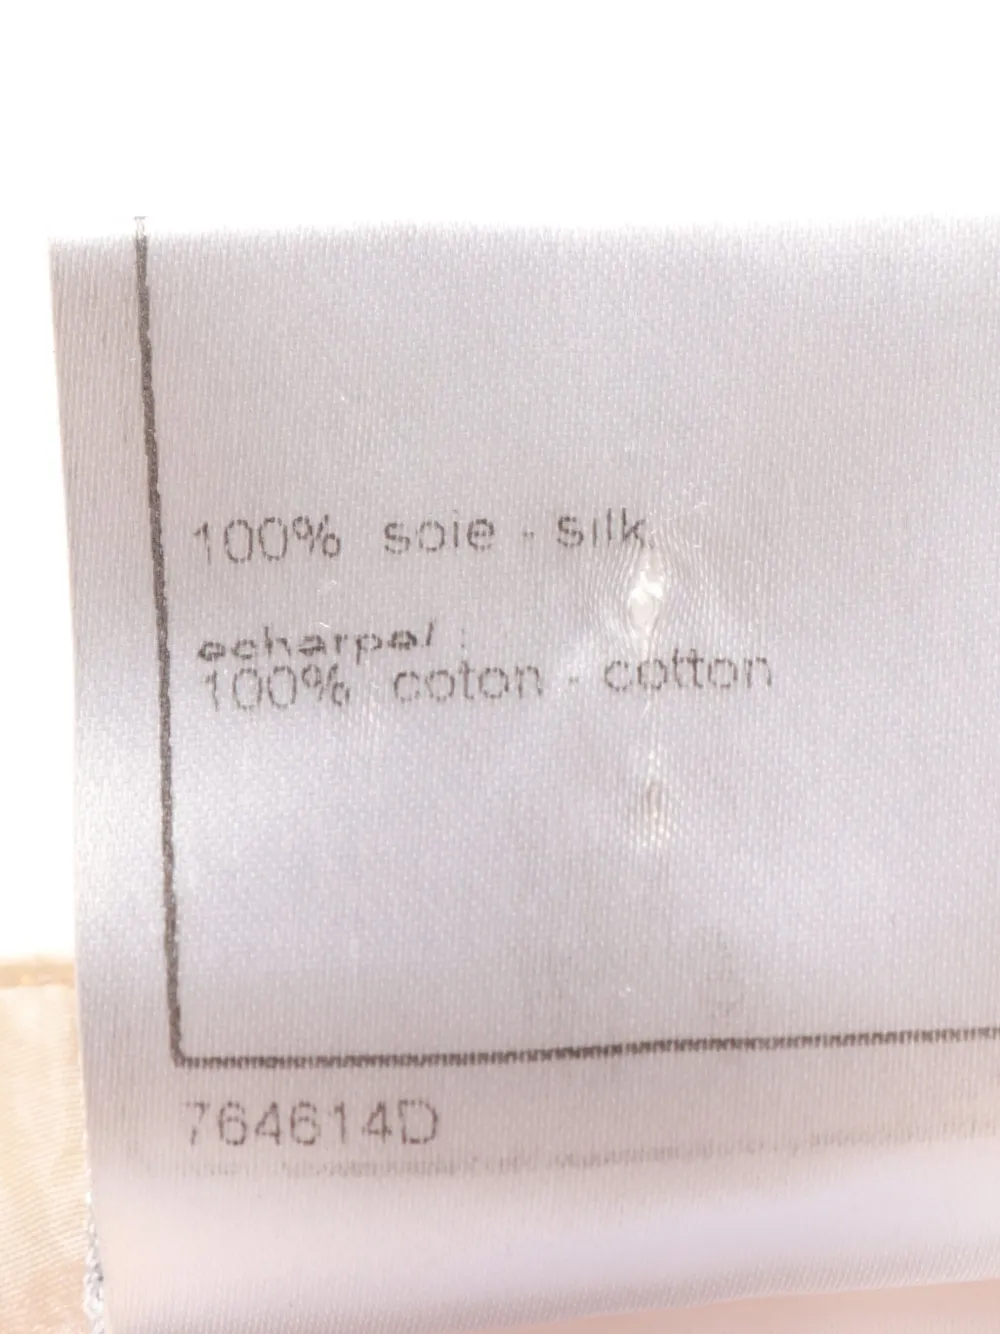 100% soie - silk
echarpe/ :
100% coton - cotton
764614D